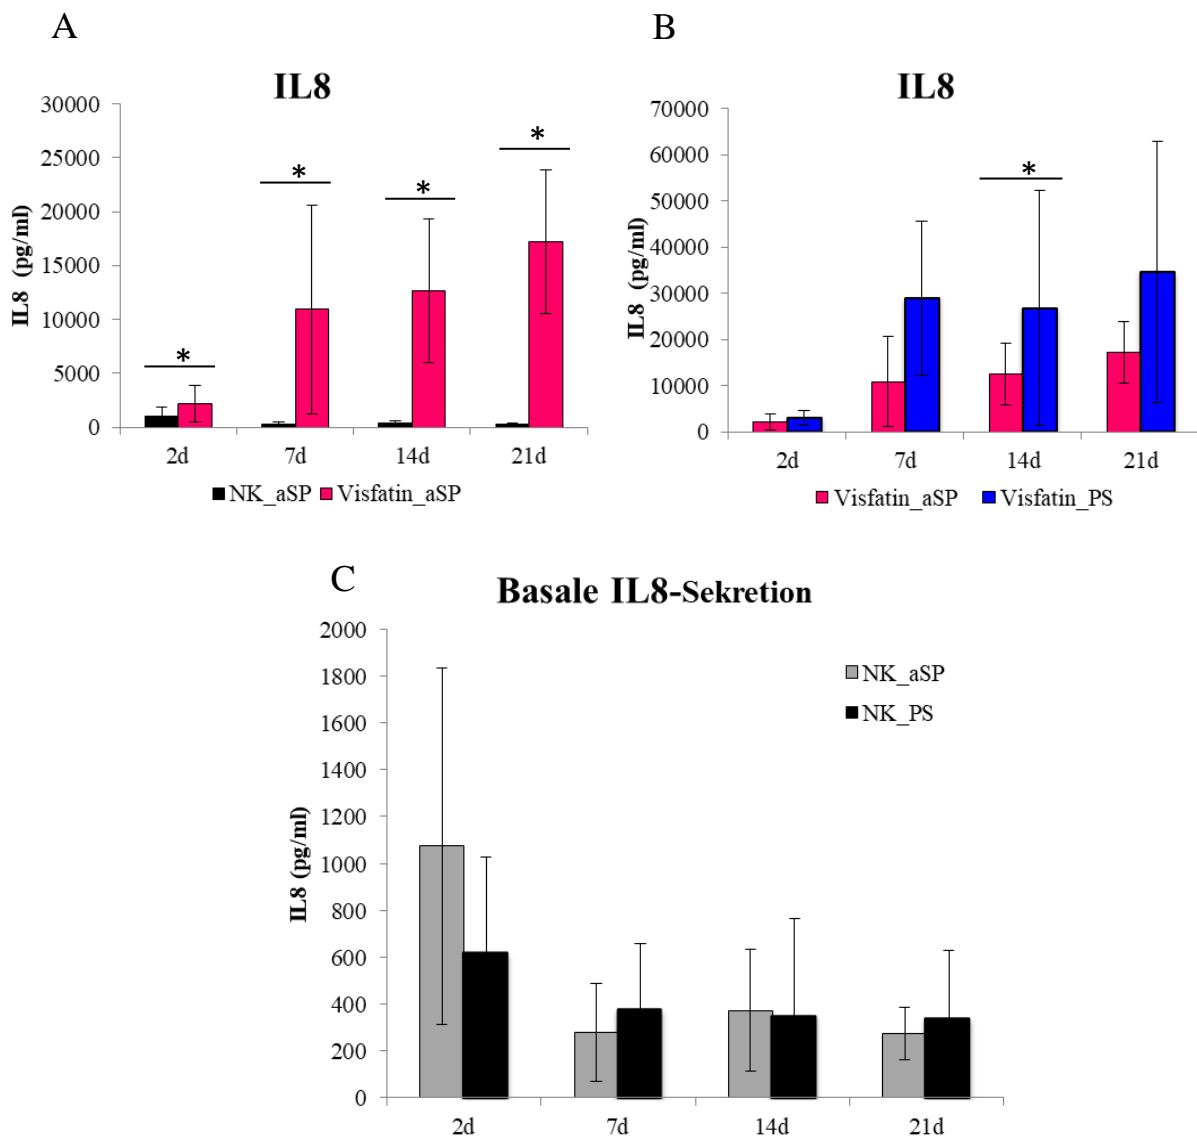 A
IL8
30000
25000
20000
15000
10000
5000
0
IL8 (pg/ml)
*
*
*
*
2d 7d 14d 21d
NK_aSP Visfatin_aSP
B
IL8
70000
60000
50000
40000
30000
20000
10000
0
IL8 (pg/ml)
*
2d 7d 14d 21d
Visfatin_aSP Visfatin_PS
C
Basale IL8-Sekretion
2000
1800
1600
1400
1200
1000
800
600
400
200
0
IL8 (pg/ml)
NK_aSP
NK_PS
2d 7d 14d 21d